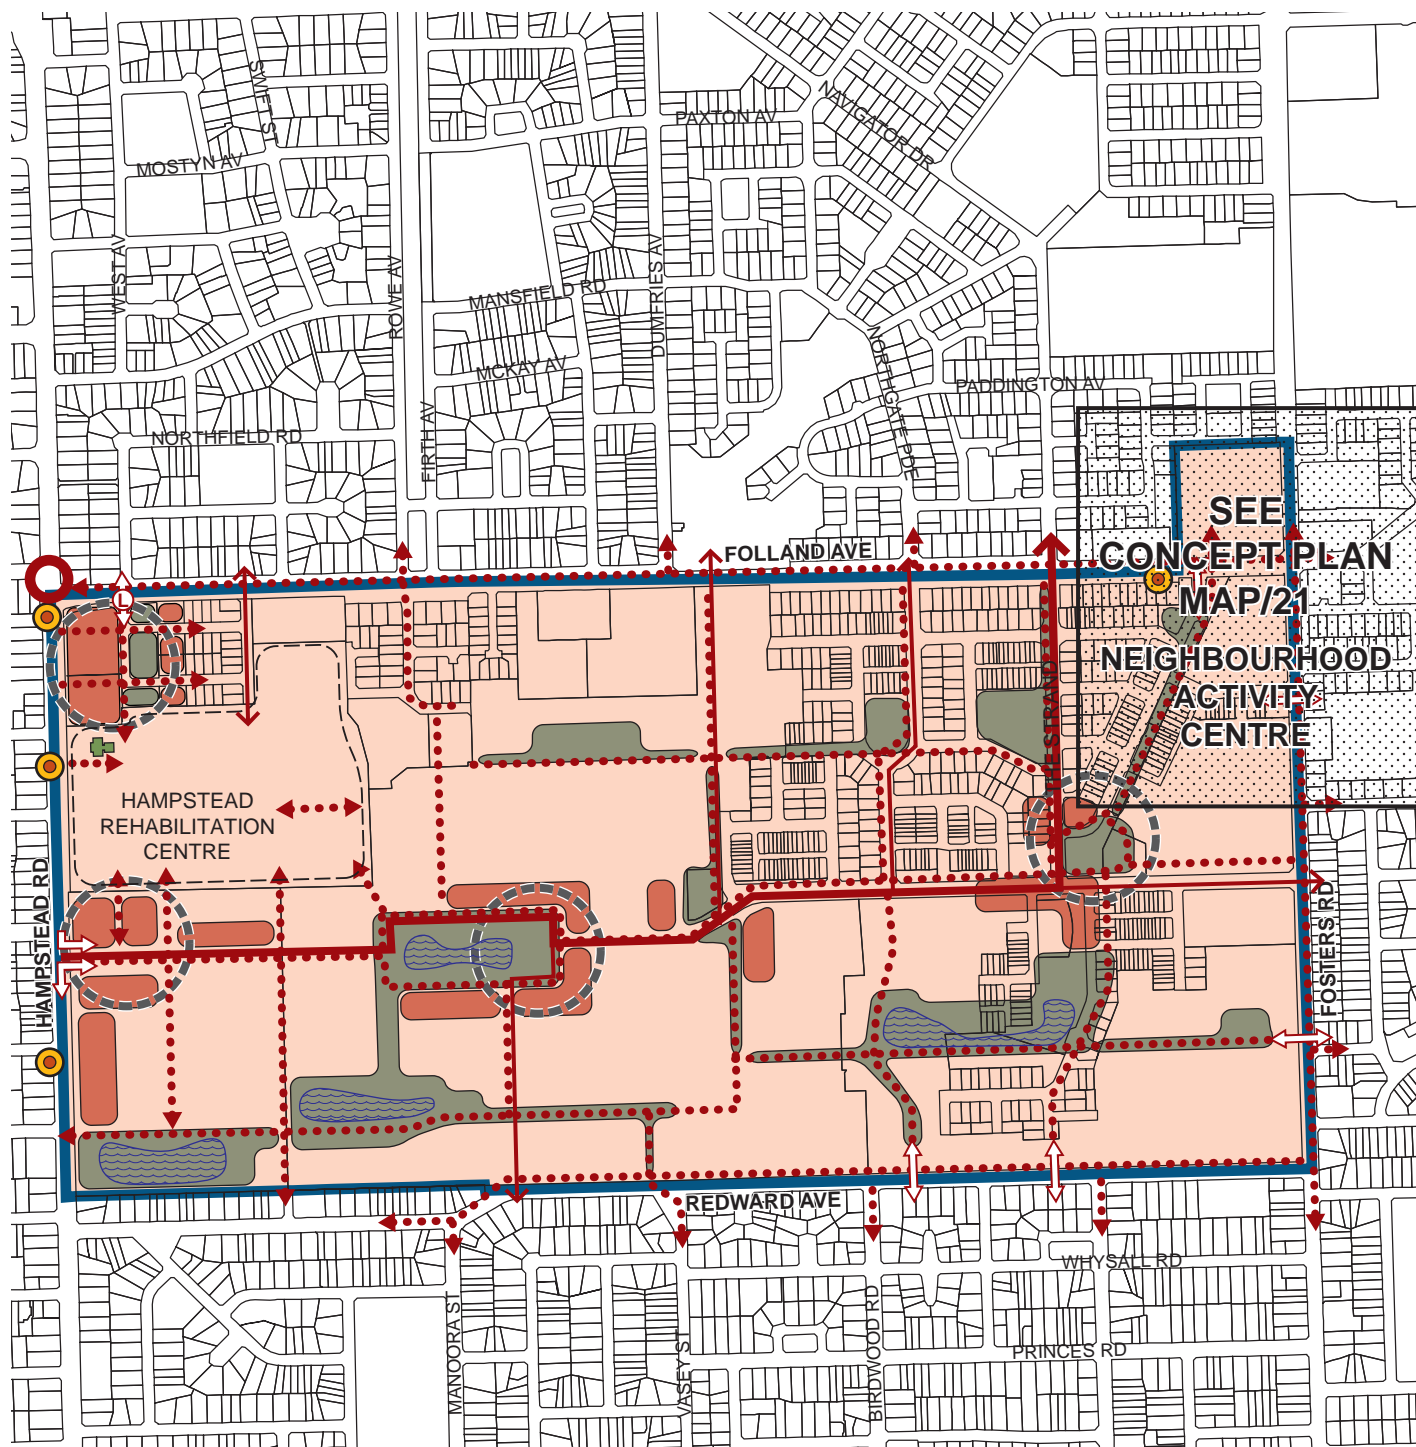 SWIFT ST
MOSTYN AV
PAXTON AV
NAVIGATOR DR
WEST AV
ROWE AV
MANSFIELD RD
DUMFRIES AV
MCKAY AV
NORTHGATE PDE
PADDINGTON AV
FIRTH AV
NORTHFIELD RD
FOLLAND AVE
SEE
CONCEPT PLAN
MAP/21
NEIGHBOURHOOD
ACTIVITY
CENTRE
L
THE STRAND
HAMPSTEAD
REHABILITATION
CENTRE
HAMPSTEAD RD
FOSTERS RD
REDWARD AVE
WHYSALL RD
MANOORA ST
VASEY ST
BIRDWOOD RD
PRINCES RD